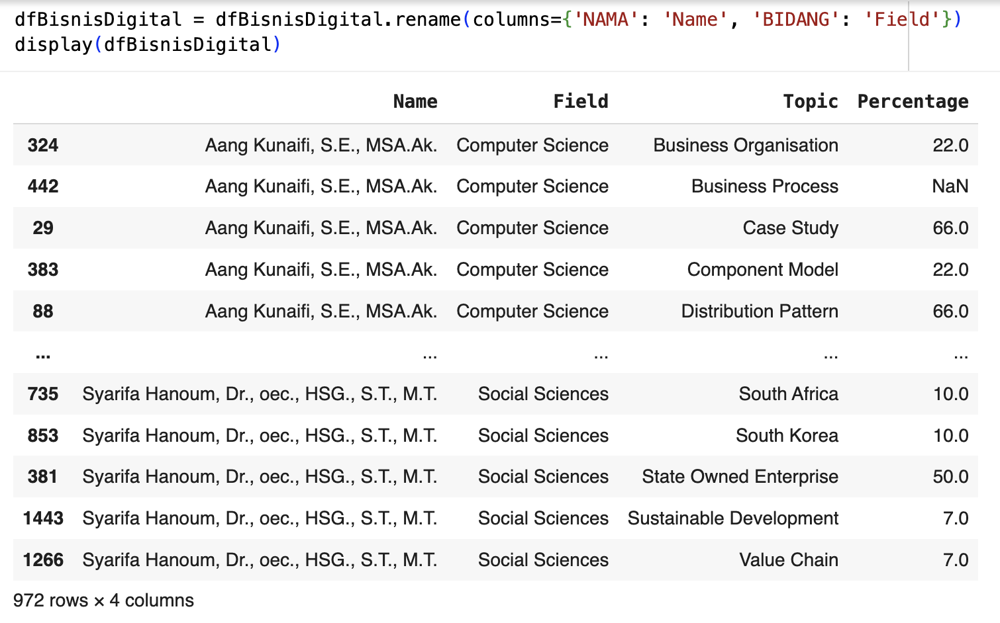 dfBisnisDigital = dfBisnisDigital.rename(columns={'NAMA': 'Name', 'BIDANG': 'Field'})
display(dfBisnisDigital)
Name Field Topic Percentage
324 Aang Kunaifi, S.E., MSA.Ak. Computer Science Business Organisation 22.0
442 Aang Kunaifi, S.E., MSA.Ak. Computer Science Business Process NaN
29 Aang Kunaifi, S.E., MSA.Ak. Computer Science Case Study 66.0
383 Aang Kunaifi, S.E., MSA.Ak. Computer Science Component Model 22.0
88 Aang Kunaifi, S.E., MSA.Ak. Computer Science Distribution Pattern 66.0
... ... ... ... ...
735 Syarifa Hanoum, Dr., oec., HSG., S.T., M.T. Social Sciences South Africa 10.0
853 Syarifa Hanoum, Dr., oec., HSG., S.T., M.T. Social Sciences South Korea 10.0
381 Syarifa Hanoum, Dr., oec., HSG., S.T., M.T. Social Sciences State Owned Enterprise 50.0
1443 Syarifa Hanoum, Dr., oec., HSG., S.T., M.T. Social Sciences Sustainable Development 7.0
1266 Syarifa Hanoum, Dr., oec., HSG., S.T., M.T. Social Sciences Value Chain 7.0
972 rows × 4 columns